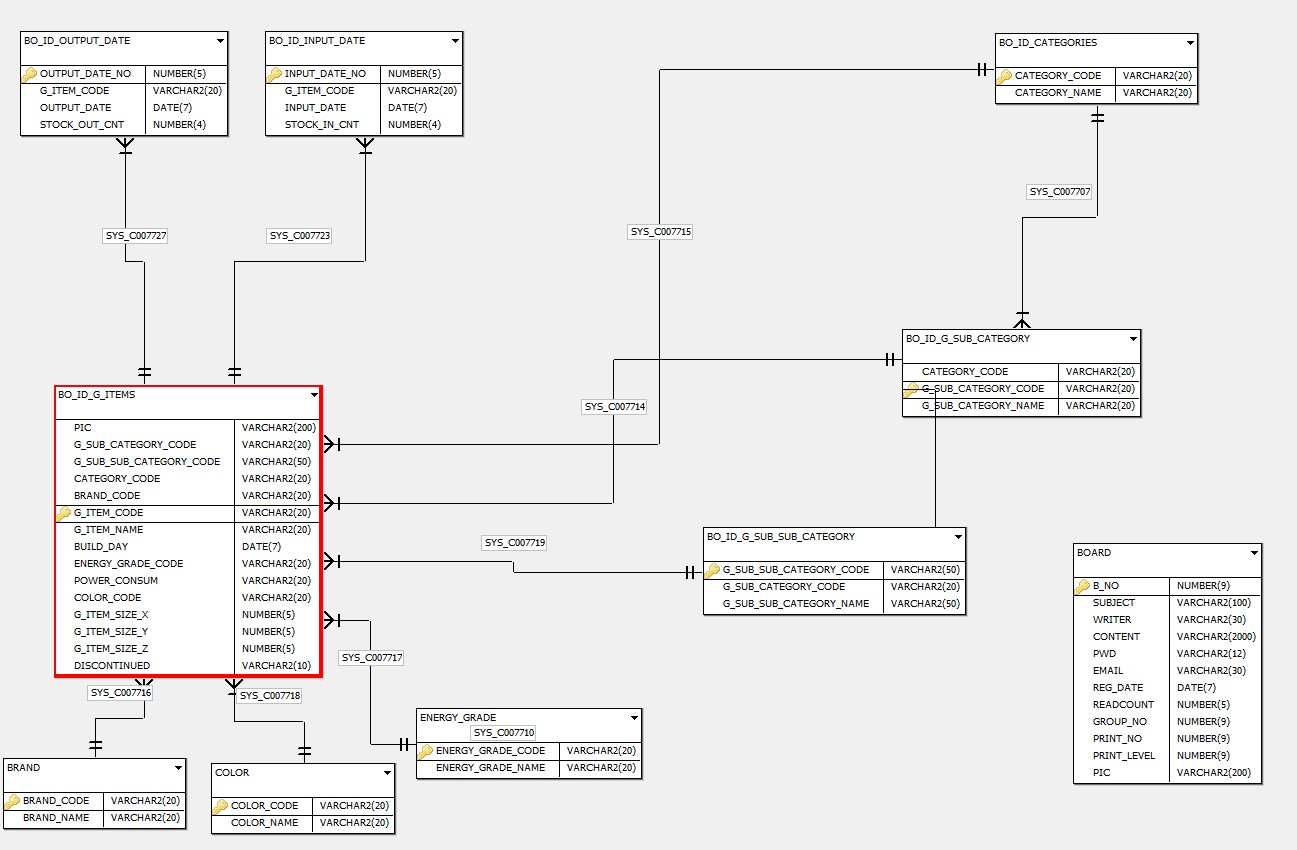 BO_ID_OUTPUT_DATE
OUTPUT_DATE_NO NUMBER(5)
G_ITEM_CODE VARCHAR2(20)
OUTPUT_DATE DATE(7)
STOCK_OUT_CNT NUMBER(4)
BO_ID_INPUT_DATE
INPUT_DATE_NO NUMBER(5)
G_ITEM_CODE VARCHAR2(20)
INPUT_DATE DATE(7)
STOCK_IN_CNT NUMBER(4)
BO_ID_CATEGORIES
CATEGORY_CODE VARCHAR2(20)
CATEGORY_NAME VARCHAR2(20)
SYS_C007707
SYS_C007727
SYS_C007723
SYS_C007715
BO_ID_G_SUB_CATEGORY
CATEGORY_CODE VARCHAR2(20)
G_SUB_CATEGORY_CODE VARCHAR2(20)
G_SUB_CATEGORY_NAME VARCHAR2(20)
SYS_C007714
BO_ID_G_ITEMS
PIC VARCHAR2(200)
G_SUB_CATEGORY_CODE VARCHAR2(20)
G_SUB_SUB_CATEGORY_CODE VARCHAR2(50)
CATEGORY_CODE VARCHAR2(20)
BRAND_CODE VARCHAR2(20)
G_ITEM_CODE VARCHAR2(20)
G_ITEM_NAME VARCHAR2(20)
BUILD_DAY DATE(7)
ENERGY_GRADE_CODE VARCHAR2(20)
POWER_CONSUM VARCHAR2(20)
COLOR_CODE VARCHAR2(20)
G_ITEM_SIZE_X NUMBER(5)
G_ITEM_SIZE_Y NUMBER(5)
G_ITEM_SIZE_Z NUMBER(5)
DISCONTINUED VARCHAR2(10)
SYS_C007719
BO_ID_G_SUB_SUB_CATEGORY
G_SUB_SUB_CATEGORY_CODE VARCHAR2(50)
G_SUB_CATEGORY_CODE VARCHAR2(20)
G_SUB_SUB_CATEGORY_NAME VARCHAR2(50)
BOARD
B_NO NUMBER(9)
SUBJECT VARCHAR2(100)
WRITER VARCHAR2(30)
CONTENT VARCHAR2(2000)
PWD VARCHAR2(12)
EMAIL VARCHAR2(30)
REG_DATE DATE(7)
READCOUNT NUMBER(5)
GROUP_NO NUMBER(9)
PRINT_NO NUMBER(9)
PRINT_LEVEL NUMBER(9)
PIC VARCHAR2(200)
SYS_C007717
SYS_C007716
SYS_C007718
ENERGY_GRADE
SYS_C007710
ENERGY_GRADE_CODE VARCHAR2(20)
ENERGY_GRADE_NAME VARCHAR2(20)
BRAND
BRAND_CODE VARCHAR2(20)
BRAND_NAME VARCHAR2(20)
COLOR
COLOR_CODE VARCHAR2(20)
COLOR_NAME VARCHAR2(20)